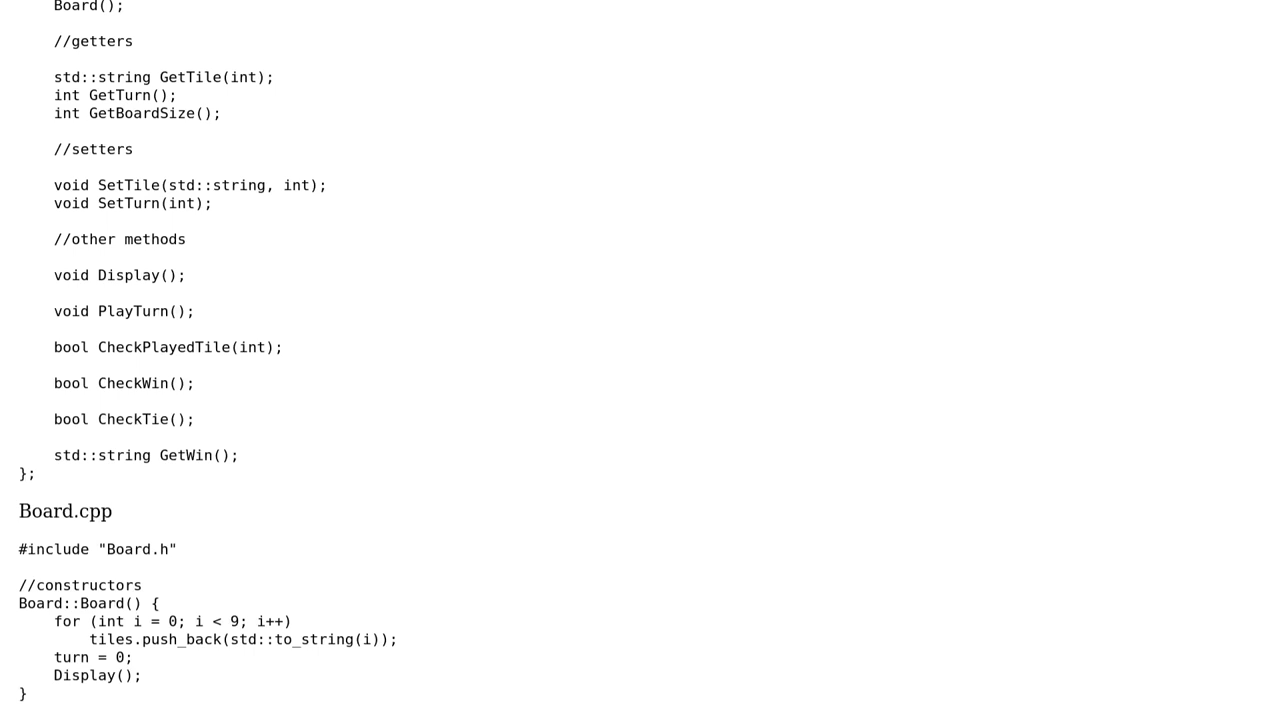 Board();
//getters
std::string GetTile(int);
int GetTurn();
int GetBoardSize();
//setters
void SetTile(std::string, int);
void SetTurn(int);
//other methods
void Display();
void PlayTurn();
bool CheckPlayedTile(int);
bool CheckWin();
bool CheckTie();
std::string GetWin();
};
Board.cpp
#include "Board.h"
//constructors
Board::Board() {
for (int i = 0; i < 9; i++)
tiles.push_back(std::to_string(i));
turn = 0;
Display();
}